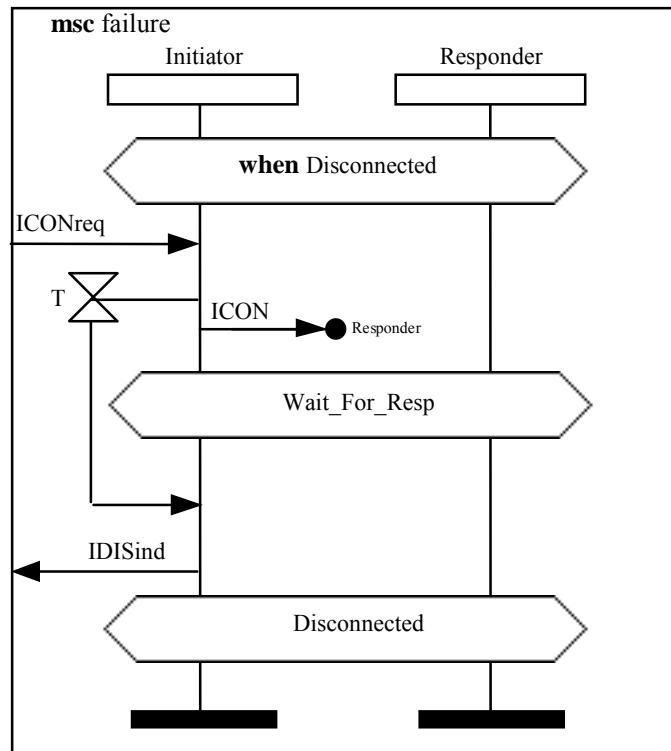 msc failure
Initiator Responder
when Disconnected
ICONreq
T
ICON
Responder
Wait_For_Resp
IDISind
Disconnected